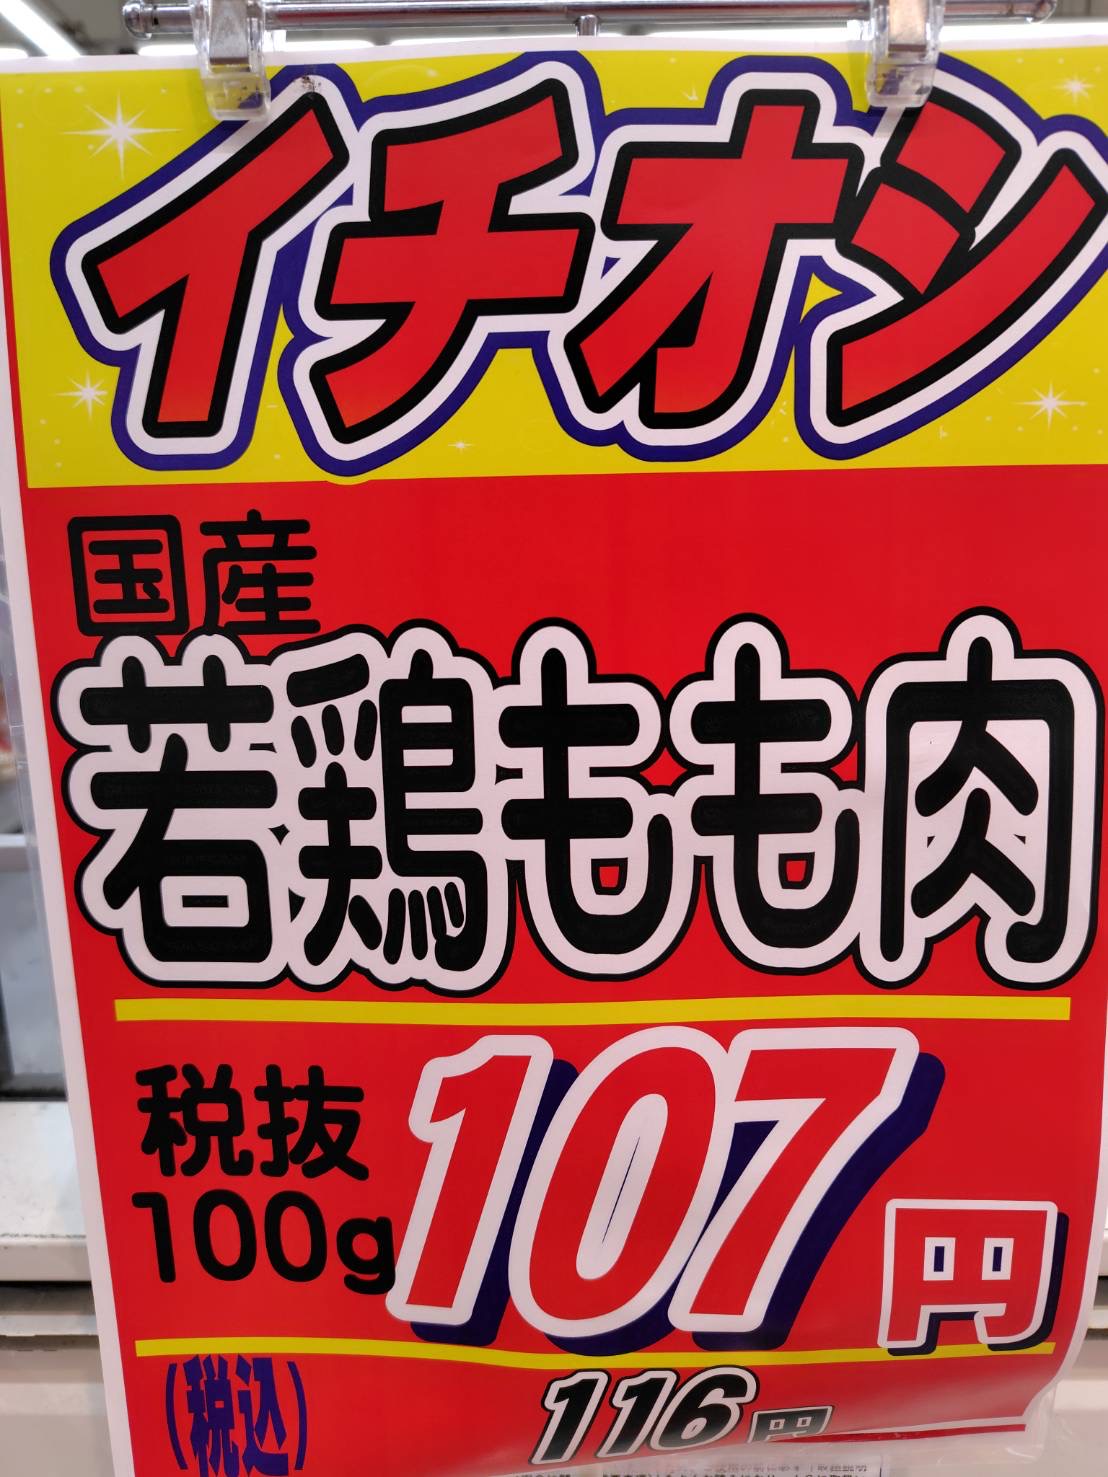 イチオシ
国産
若鶏もも肉
税抜
100g 107円
(税込) 116円